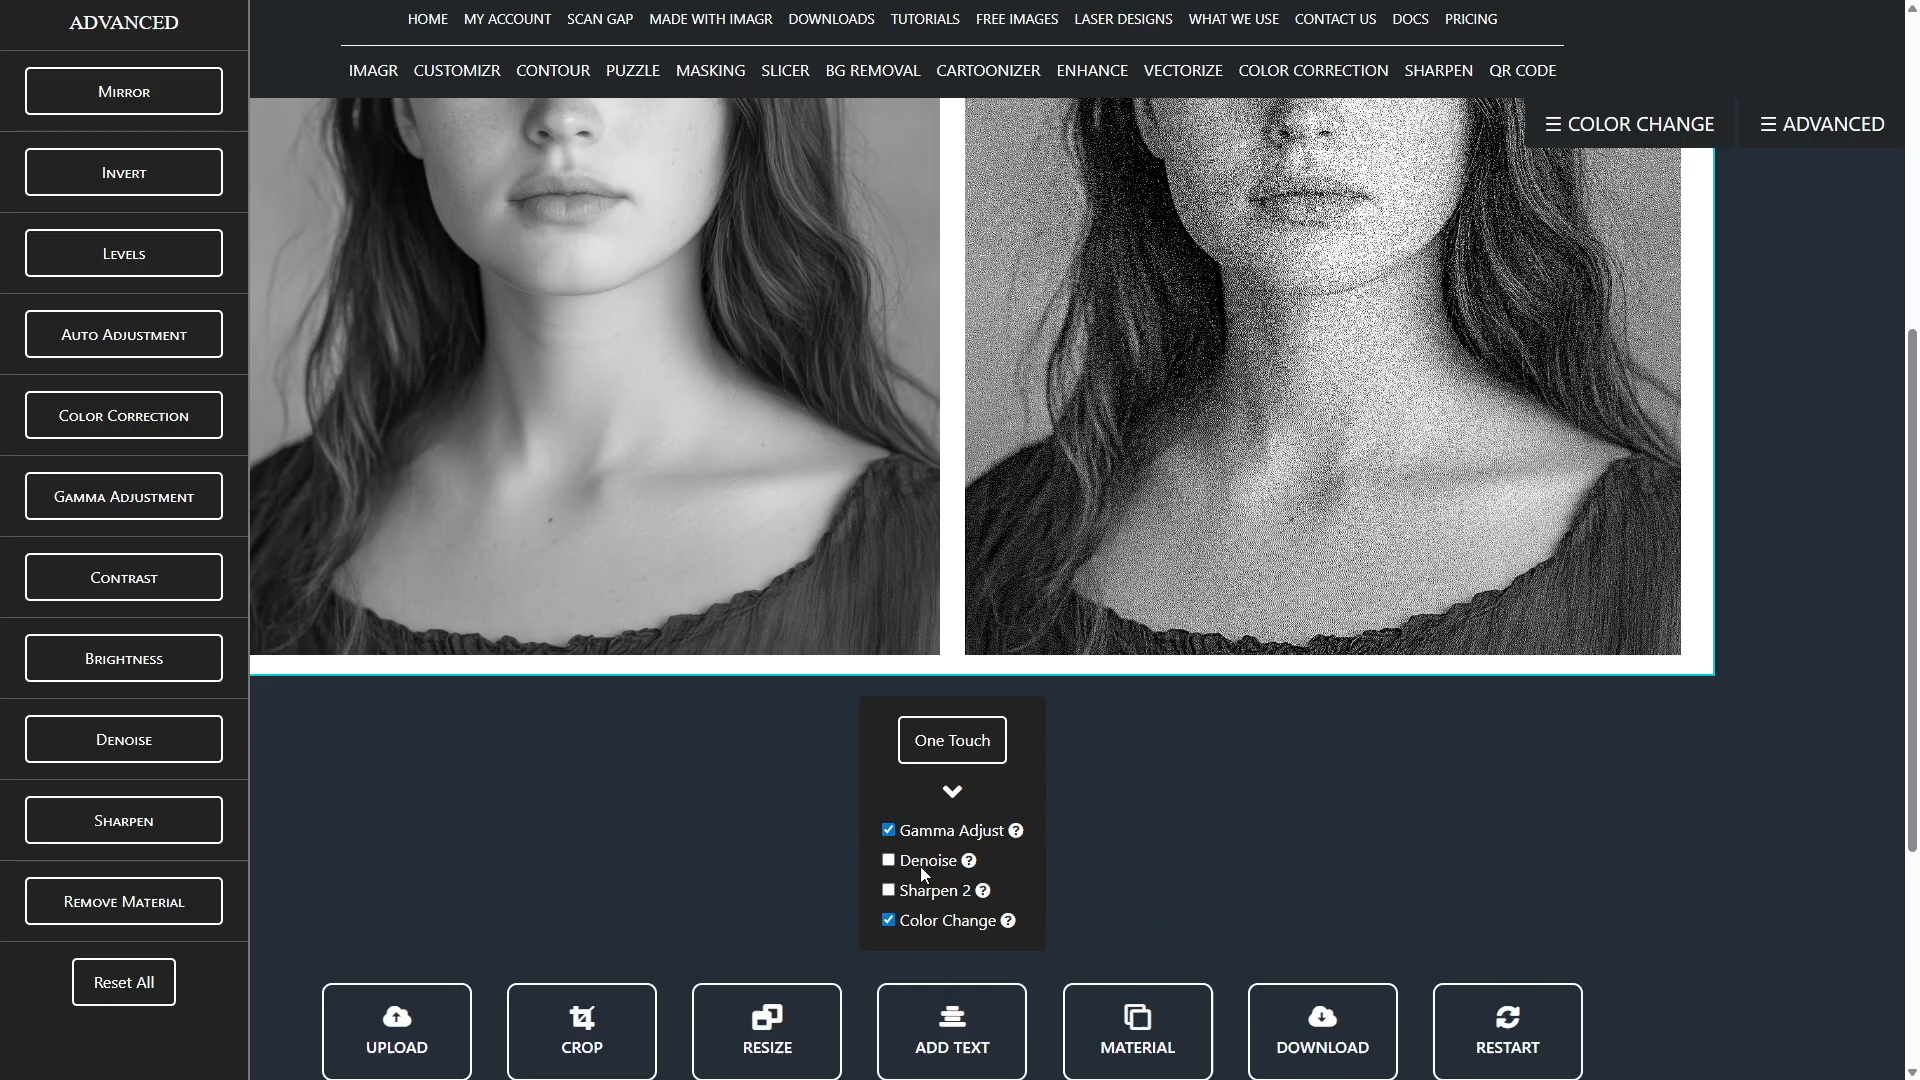 ADVANCED
HOME MY ACCOUNT SCAN GAP MADE WITH IMAGR DOWNLOADS TUTORIALS FREE IMAGES LASER DESIGNS WHAT WE USE CONTACT US DOCS PRICING
IMAGR CUSTOMIZR CONTOUR PUZZLE MASKING SLICER BG REMOVAL CARTOONIZER ENHANCE VECTORIZE COLOR CORRECTION SHARPEN QR CODE
☰ COLOR CHANGE ☰ ADVANCED
Mirror
Invert
Levels
Auto Adjustment
Color Correction
Gamma Adjustment
Contrast
Brightness
Denoise
Sharpen
Remove Material
Reset All
One Touch
Gamma Adjust ?
Denoise ?
Sharpen 2 ?
Color Change ?
UPLOAD CROP RESIZE ADD TEXT MATERIAL DOWNLOAD RESTART